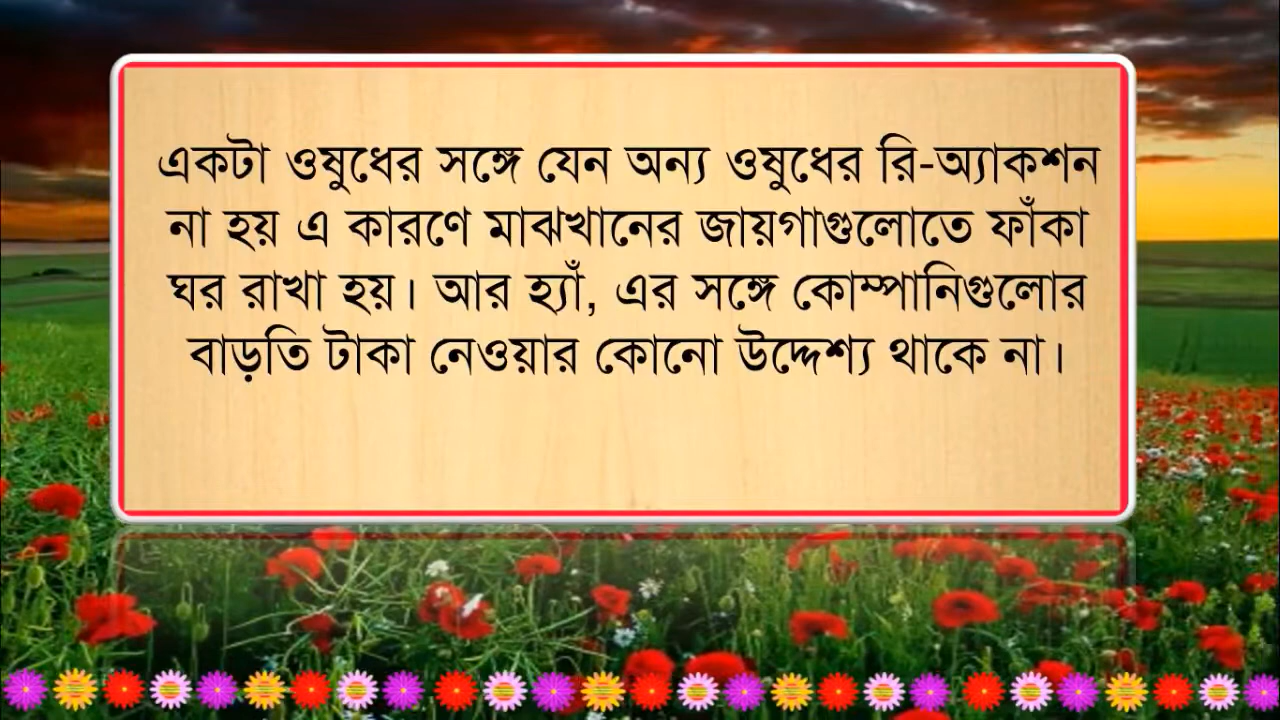 একটা ওষুধের সঙ্গে যেন অন্য ওষুধের রি-অ্যাকশন
না হয় এ কারণে মাঝখানের জায়গাগুলোতে ফাঁকা
ঘর রাখা হয়। আর হ্যাঁ, এর সঙ্গে কোম্পানিগুলোর
বাড়তি টাকা নেওয়ার কোনো উদ্দেশ্য থাকে না।